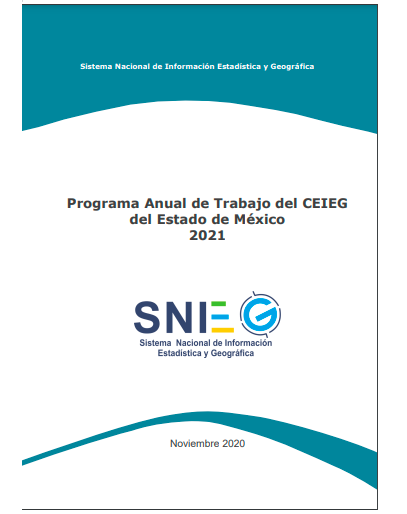 Sistema Nacional de Información Estadística y Geográfica
Programa Anual de Trabajo del CEIEG
del Estado de México
2021
SNIEG
Sistema Nacional de Información
Estadística y Geográfica
Noviembre 2020